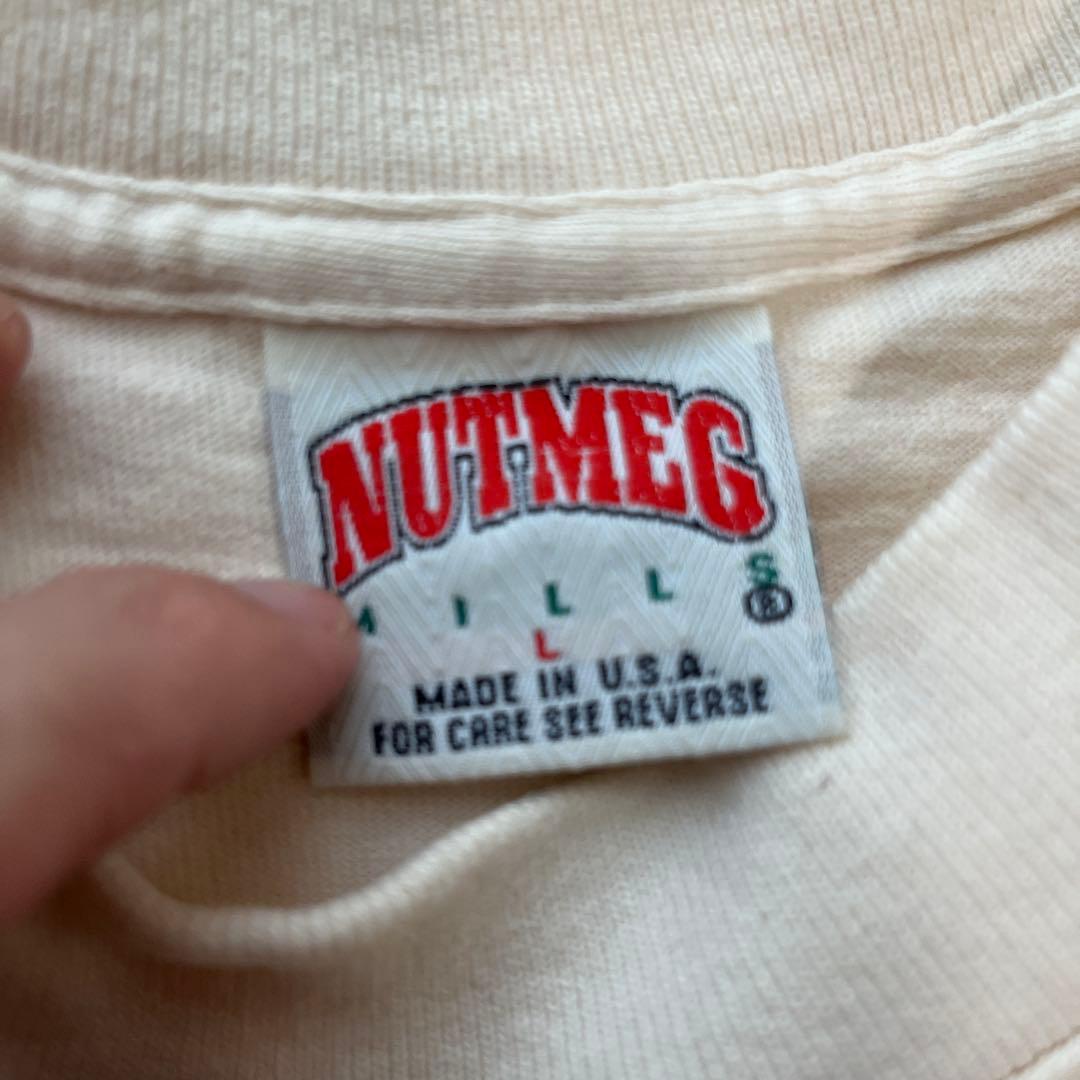 NUTMEG
MILLS®
L
MADE IN U.S.A.
FOR CARE SEE REVERSE